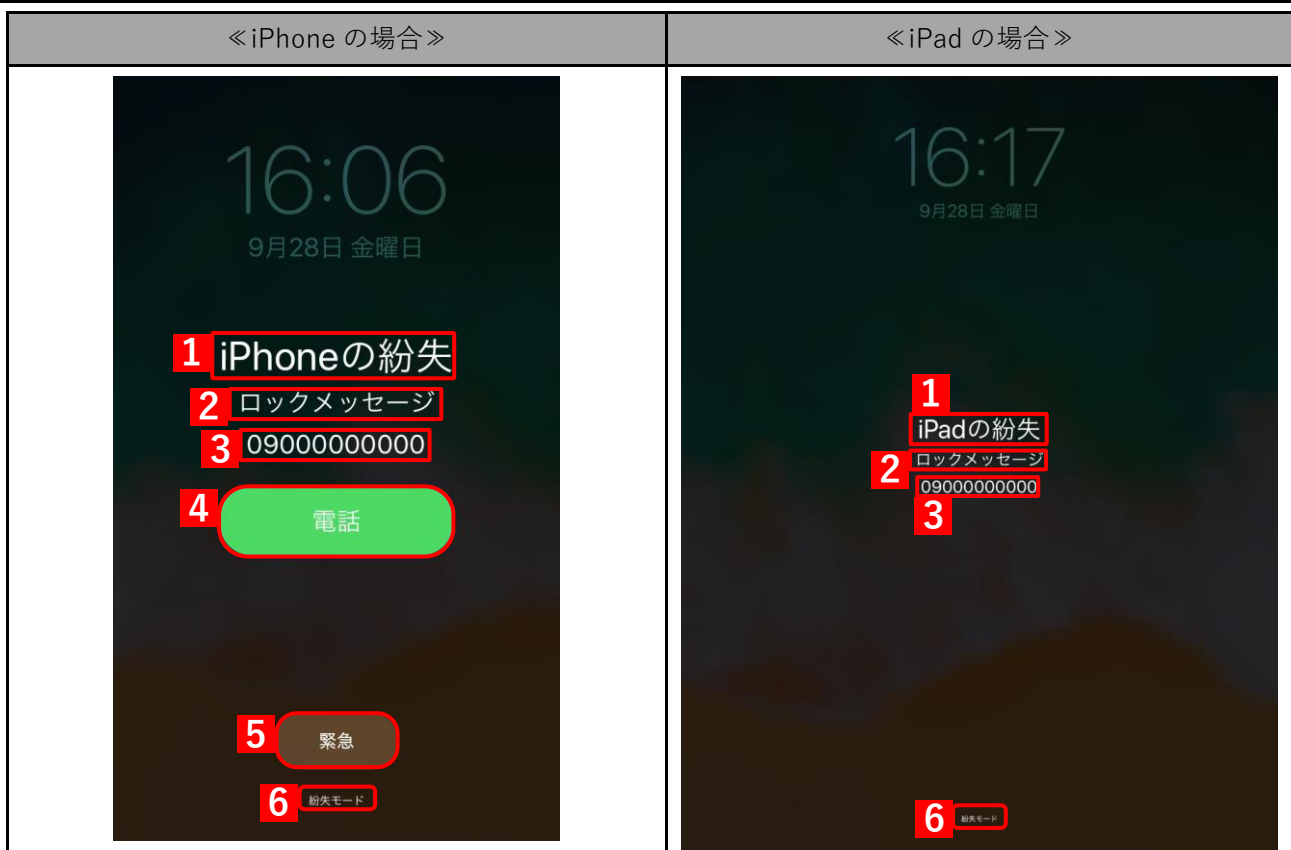 ≪iPhone の場合≫
≪iPad の場合≫
16:06
9月28日 金曜日
1 iPhoneの紛失
2 ロックメッセージ
3 09000000000
4 電話
5 緊急
6 紛失モード
16:17
9月28日 金曜日
1
iPadの紛失
2 ロックメッセージ
09000000000
3
6 紛失モード